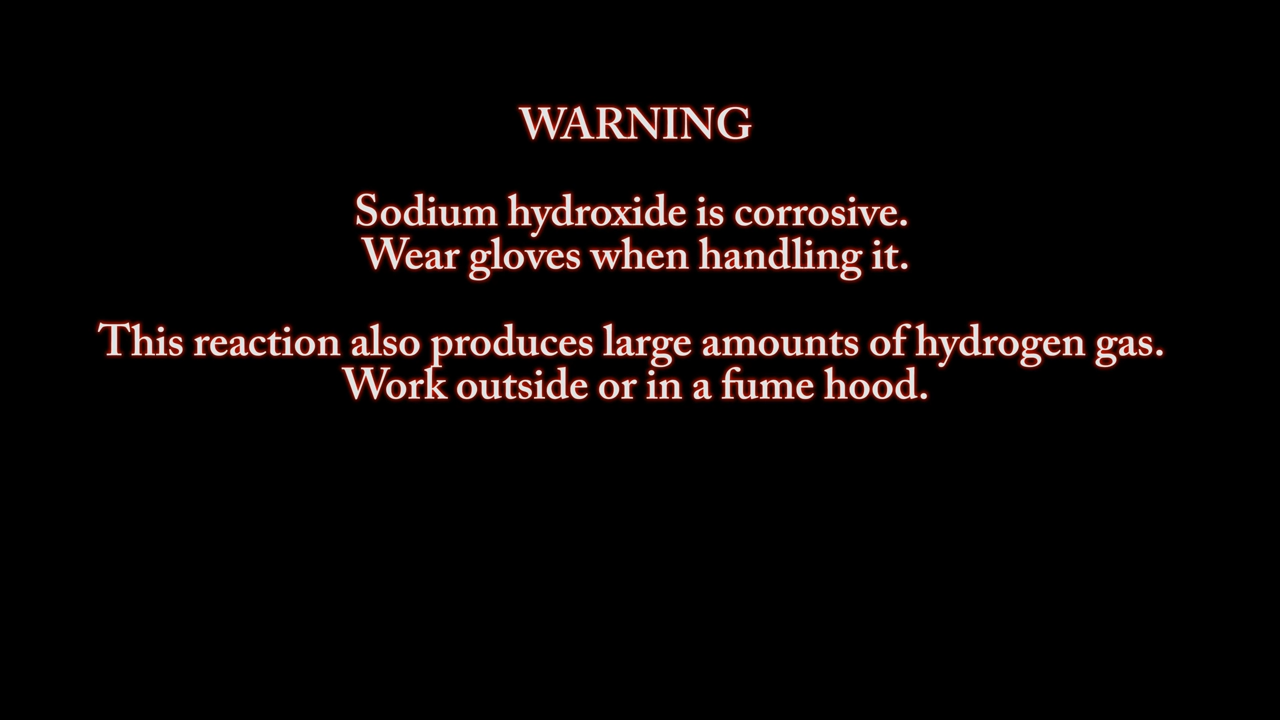 WARNING
Sodium hydroxide is corrosive.
Wear gloves when handling it.
This reaction also produces large amounts of hydrogen gas.
Work outside or in a fume hood.